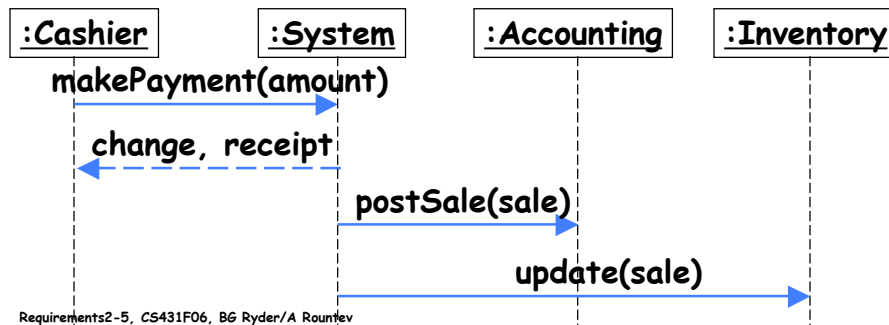 :Cashier :System :Accounting :Inventory
makePayment(amount)
change, receipt
postSale(sale)
update(sale)
Requirements2-5, CS431F06, BG Ryder/A Rountev